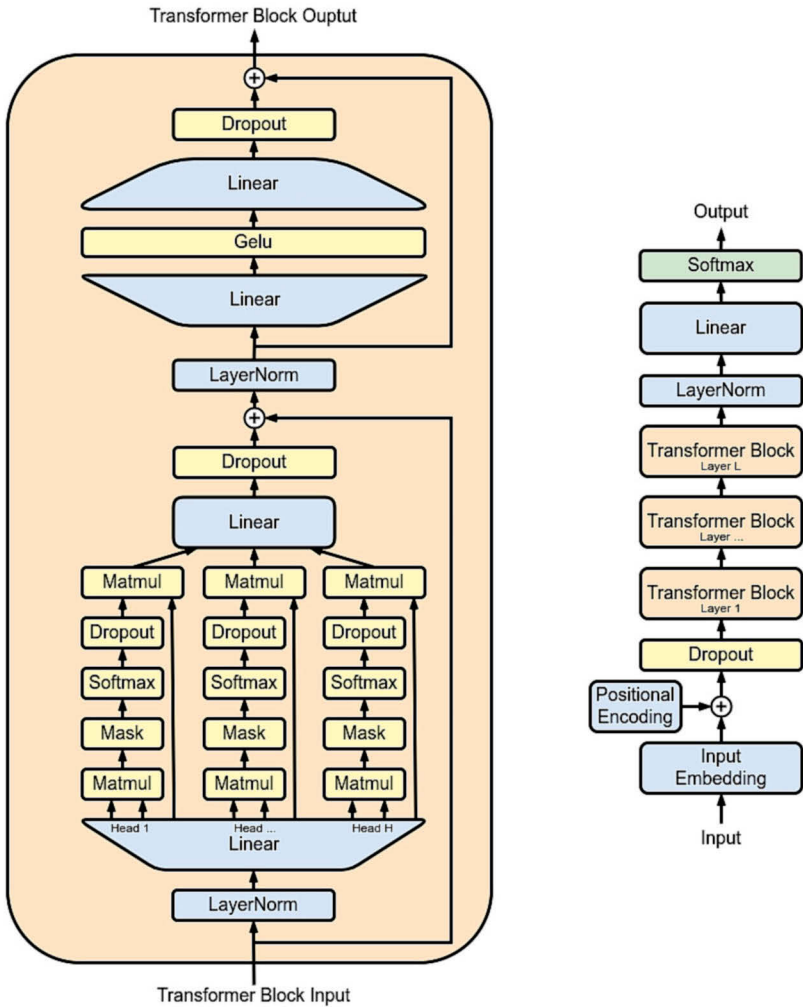 Transformer Block Ouptut
+
Dropout
Linear
Gelu
Linear
LayerNorm
+
Dropout
Linear
Matmul Matmul Matmul
Dropout Dropout Dropout
Softmax Softmax Softmax
Mask Mask Mask
Matmul Matmul Matmul
Head 1 Head ... Head H
Linear
LayerNorm
Transformer Block Input
Output
Softmax
Linear
LayerNorm
Transformer Block
Layer L
Transformer Block
Layer ...
Transformer Block
Layer 1
Dropout
Positional
Encoding
+
Input
Embedding
Input